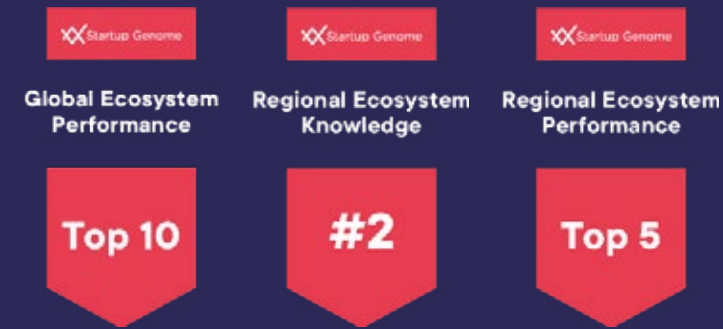 Startup Genome
Global Ecosystem
Performance
Top 10
Startup Genome
Regional Ecosystem
Knowledge
#2
Startup Genome
Regional Ecosystem
Performance
Top 5